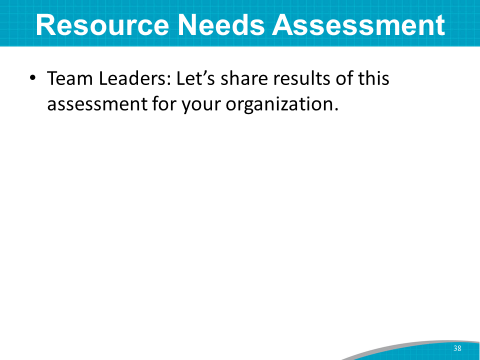 Resource Needs Assessment
• Team Leaders: Let’s share results of this
assessment for your organization.
38